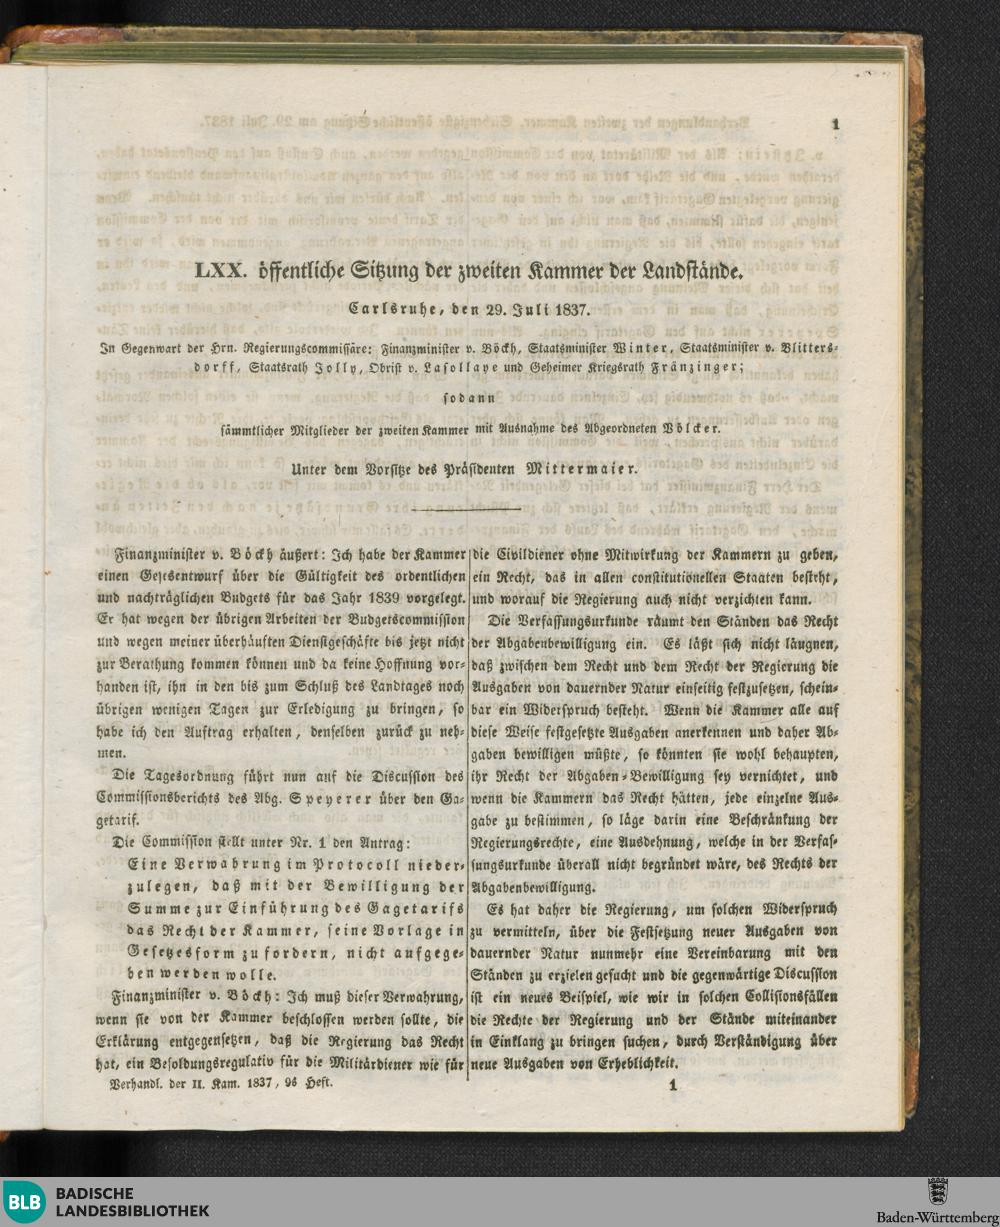 1
LXX. öffentliche Sitzung der zweiten Kammer der Landstände.
Carlsruhe, den 29. Juli 1837.
In Gegenwart der Hrn. Regierungscommissäre: Finanzminister v. Böckh, Staatsminister Winter, Staatsminister v. Blitters-
dorff, Staatsrath Jolly, Obrist v. Lasollaye und Geheimer Kriegsrath Fränzinger;
sodann
sämmtlicher Mitglieder der zweiten Kammer mit Ausnahme des Abgeordneten Völcker.
Unter dem Vorsitze des Präsidenten Mittermaier.
Finanzminister v. Böckh äußert: Ich habe der Kammer
einen Gesetsentwurf über die Gültigkeit des ordentlichen
und nachträglichen Budgets für das Jahr 1839 vorgelegt.
Er hat wegen der übrigen Arbeiten der Budgetscommission
und wegen meiner überhäuften Dienstgeschäfte bis jetzt nicht
zur Berathung kommen können und da keine Hoffnung vor-
handen ist, ihn in den bis zum Schluß des Landtages noch
übrigen wenigen Tagen zur Erledigung zu bringen, so
habe ich den Auftrag erhalten, denselben zurück zu neh-
men.
Die Tagesordnung führt nun auf die Discussion des
Commissionsberichts des Abg. Speyerer über den Ga-
getarif.
Die Commission stellt unter Nr. 1 den Antrag:
Eine Verwahrung im Protocoll nieder-
zulegen, daß mit der Bewilligung der
Summe zur Einführung des Gagetarifs
das Recht der Kammer, seine Vorlage in
Gesetzesform zu fordern, nicht aufgege-
ben werden wolle.
Finanzminister v. Böckh: Ich muß dieser Verwahrung,
wenn sie von der Kammer beschlossen werden sollte, die
Erklärung entgegensetzen, daß die Regierung das Recht
hat, ein Besoldungsregulativ für die Militärdiener wie für
Verhandl. der II. Kam. 1837, 9s Heft.
die Civildiener ohne Mitwirkung der Kammern zu geben,
ein Recht, das in allen constitutionellen Staaten besteht,
und worauf die Regierung auch nicht verzichten kann.
Die Verfassungsurkunde räumt den Ständen das Recht
der Abgabenbewilligung ein. Es läßt sich nicht läugnen,
daß zwischen dem Recht und dem Recht der Regierung die
Ausgaben von dauernder Natur einseitig festzusetzen, schein-
bar ein Widerspruch besteht. Wenn die Kammer alle auf
diese Weise festgesetzte Ausgaben anerkennen und daher Ab-
gaben bewilligen müßte, so könnten sie wohl behaupten,
ihr Recht der Abgaben-Bewilligung sey vernichtet, und
wenn die Kammern das Recht hätten, jede einzelne Aus-
gabe zu bestimmen, so läge darin eine Beschränkung der
Regierungsrechte, eine Ausdehnung, welche in der Verfas-
sungsurkunde überall nicht begründet wäre, des Rechts der
Abgabenbewilligung.
Es hat daher die Regierung, um solchen Widerspruch
zu vermitteln, über die Festsetzung neuer Ausgaben von
dauernder Natur nunmehr eine Vereinbarung mit den
Ständen zu erzielen gesucht und die gegenwärtige Discussion
ist ein neues Beispiel, wie wir in solchen Collisionsfällen
die Rechte der Regierung und der Stände miteinander
in Einklang zu bringen suchen, durch Verständigung über
neue Ausgaben von Erheblichkeit.
1
BLB
BADISCHE
LANDESBIBLIOTHEK
Baden-Württemberg